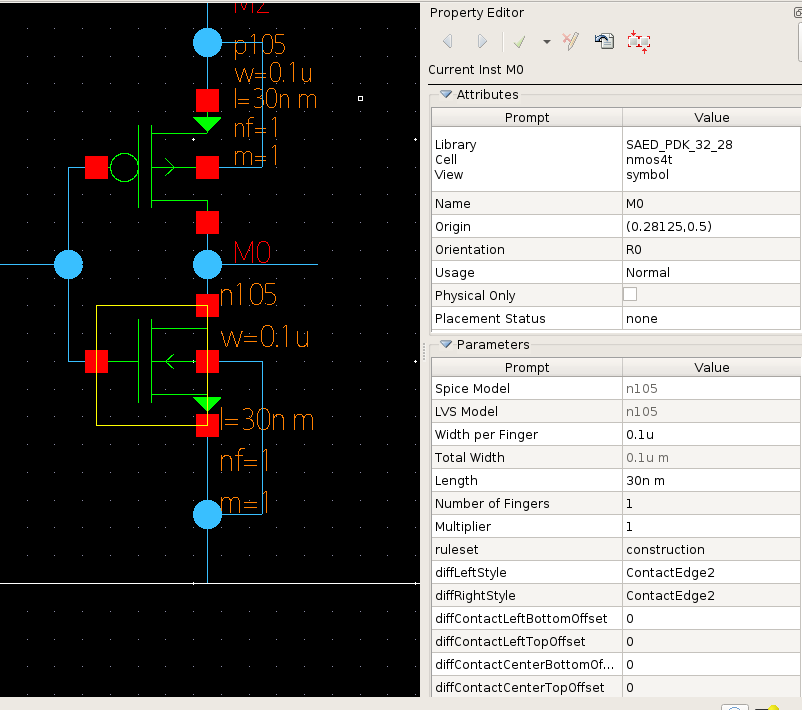 M2
p105
w=0.1u
l=30n m
nf=1
m=1
M0
n105
w=0.1u
l=30n m
nf=1
m=1
Property Editor
Current Inst M0
Attributes
Prompt Value
Library SAED_PDK_32_28
Cell nmos4t
View symbol
Name M0
Origin (0.28125,0.5)
Orientation R0
Usage Normal
Physical Only
Placement Status none
Parameters
Prompt Value
Spice Model n105
LVS Model n105
Width per Finger 0.1u
Total Width 0.1u m
Length 30n m
Number of Fingers 1
Multiplier 1
ruleset construction
diffLeftStyle ContactEdge2
diffRightStyle ContactEdge2
diffContactLeftBottomOffset 0
diffContactLeftTopOffset 0
diffContactCenterBottomOf... 0
diffContactCenterTopOffset 0